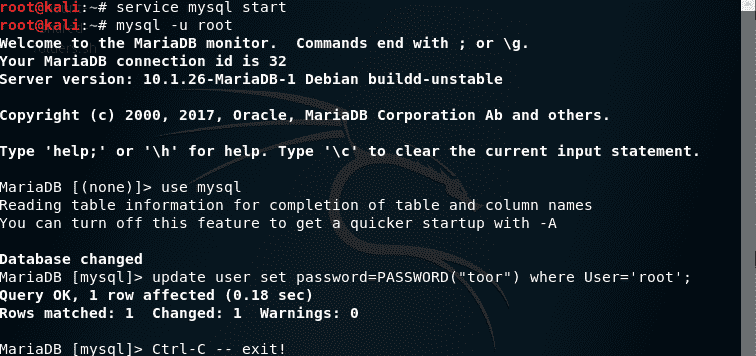 root@kali:~# service mysql start
root@kali:~# mysql -u root
Welcome to the MariaDB monitor.  Commands end with ; or \g.
Your MariaDB connection id is 32
Server version: 10.1.26-MariaDB-1 Debian buildd-unstable

Copyright (c) 2000, 2017, Oracle, MariaDB Corporation Ab and others.

Type 'help;' or '\h' for help. Type '\c' to clear the current input statement.

MariaDB [(none)]> use mysql
Reading table information for completion of table and column names
You can turn off this feature to get a quicker startup with -A

Database changed
MariaDB [mysql]> update user set password=PASSWORD("toor") where User='root';
Query OK, 1 row affected (0.18 sec)
Rows matched: 1  Changed: 1  Warnings: 0

MariaDB [mysql]> Ctrl-C -- exit!